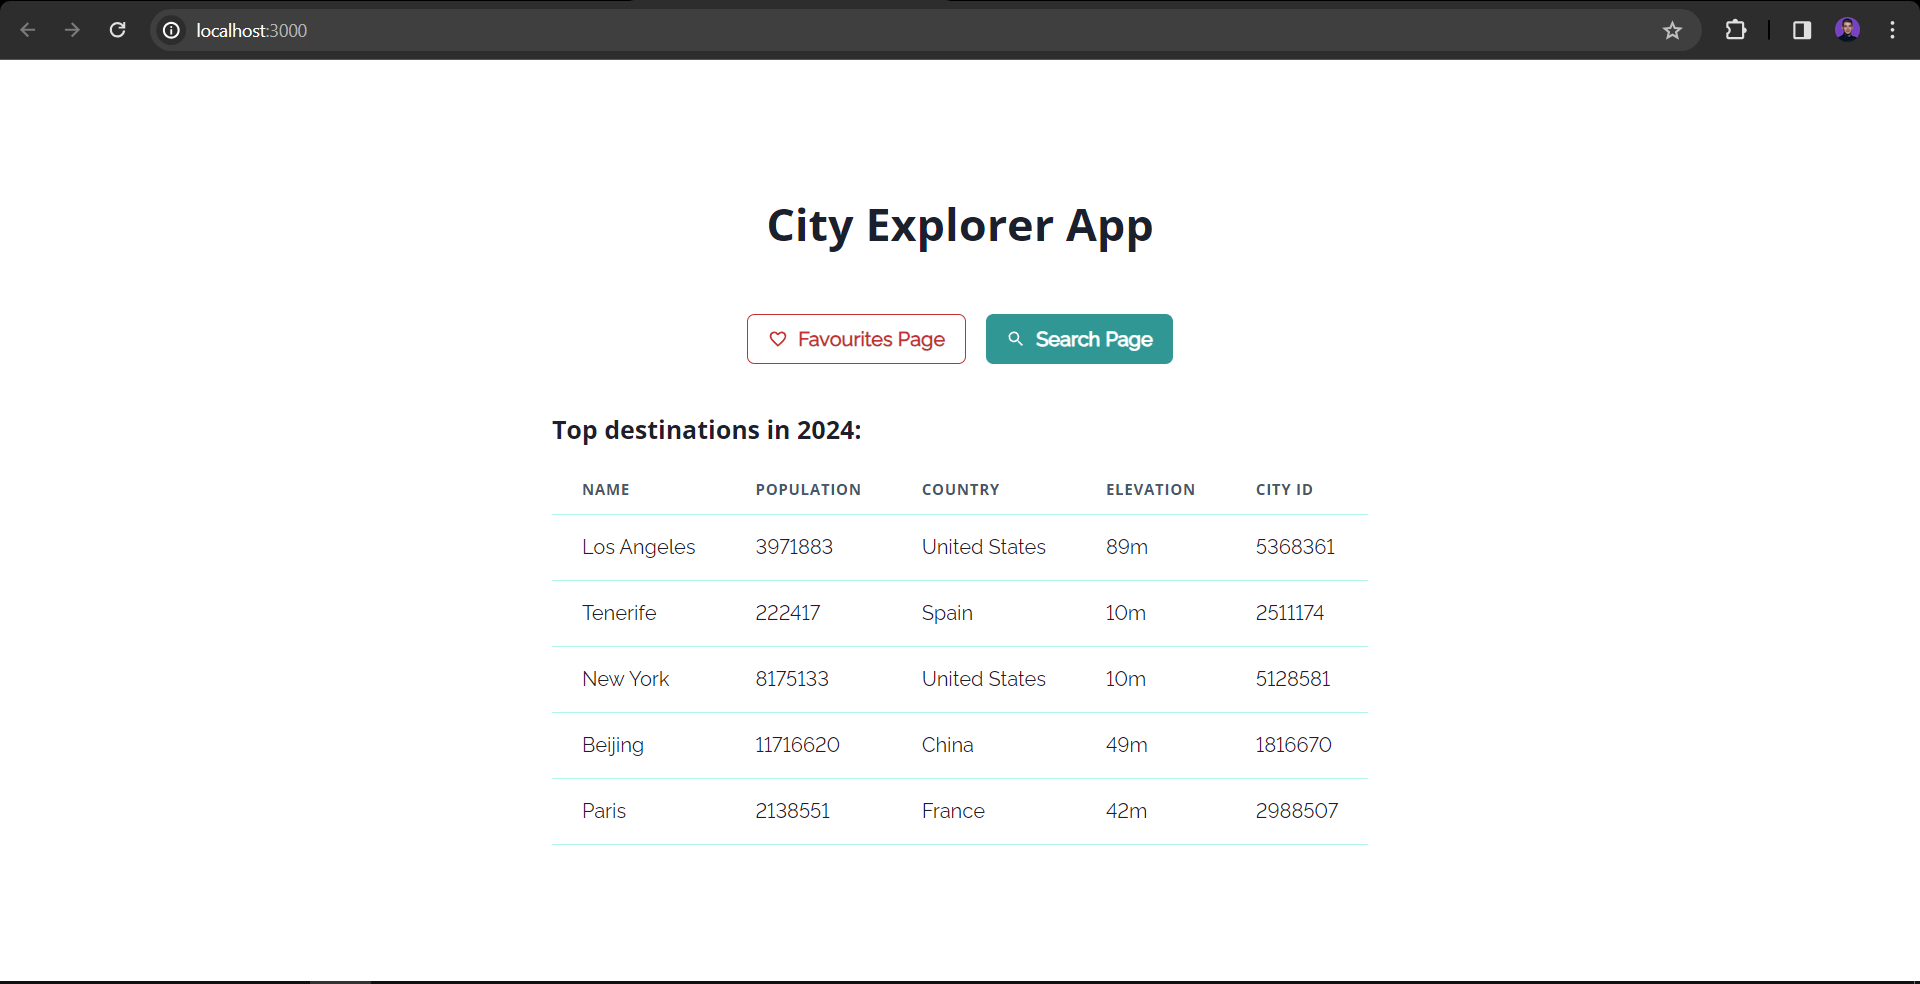 localhost:3000
City Explorer App
Favourites Page Search Page
Top destinations in 2024:
NAME POPULATION COUNTRY ELEVATION CITY ID
Los Angeles 3971883 United States 89m 5368361
Tenerife 222417 Spain 10m 2511174
New York 8175133 United States 10m 5128581
Beijing 11716620 China 49m 1816670
Paris 2138551 France 42m 2988507